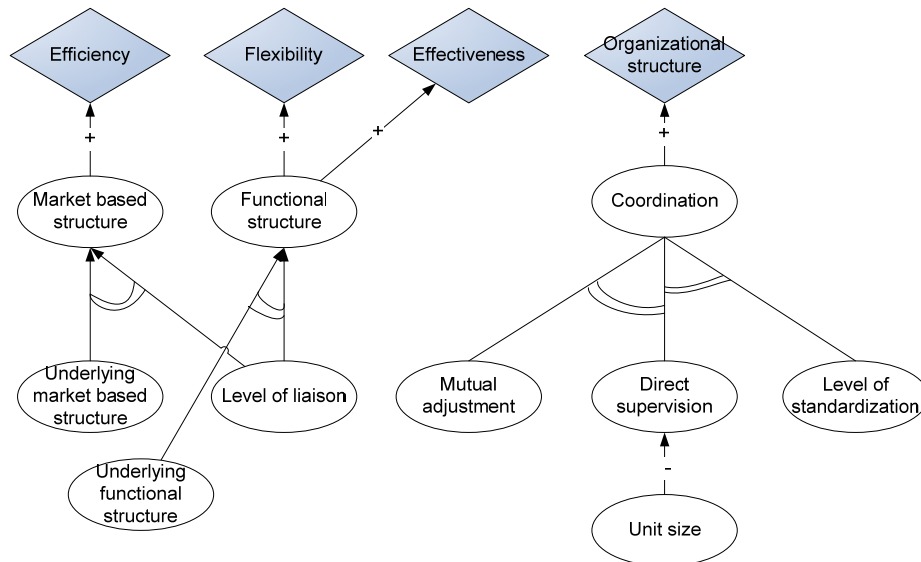 Efficiency
Flexibility
Effectiveness
Organizational
structure
+
+
+
+
Market based
structure
Functional
structure
Coordination
Underlying
market based
structure
Level of liaison
Mutual
adjustment
Direct
supervision
Level of
standardization
Underlying
functional
structure
-
Unit size